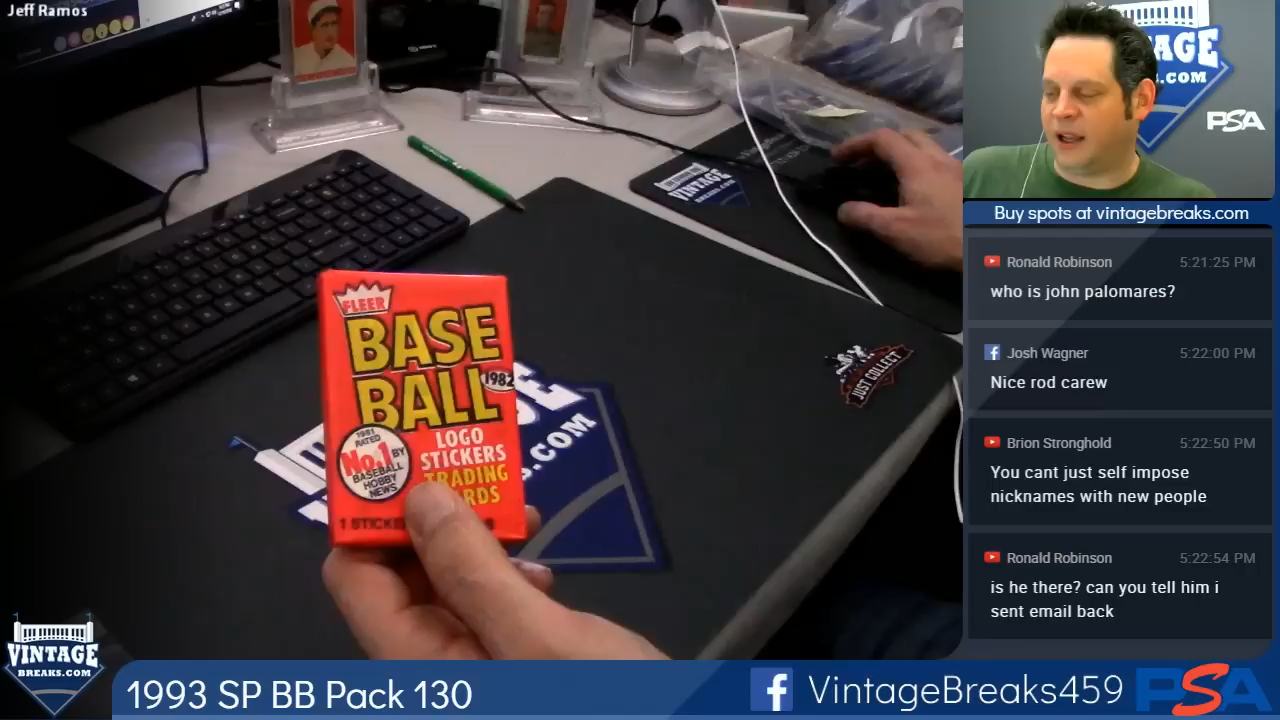 Jeff Ramos
FLEER
BASE
BALL
1982
LOGO
STICKERS
TRADING
1981
RATED
No.1 BY
BASEBALL
HOBBY
NEWS
VINTAGE
JUST COLLECT
VINTAGE
BREAKS.COM
1993 SP BB Pack 130
VintageBreaks459
PSA
PSA
Buy spots at vintagebreaks.com
Ronald Robinson 5:21:25 PM
who is john palomares?
Josh Wagner 5:22:00 PM
Nice rod carew
Brion Stronghold 5:22:50 PM
You cant just self impose
nicknames with new people
Ronald Robinson 5:22:54 PM
is he there? can you tell him i
sent email back